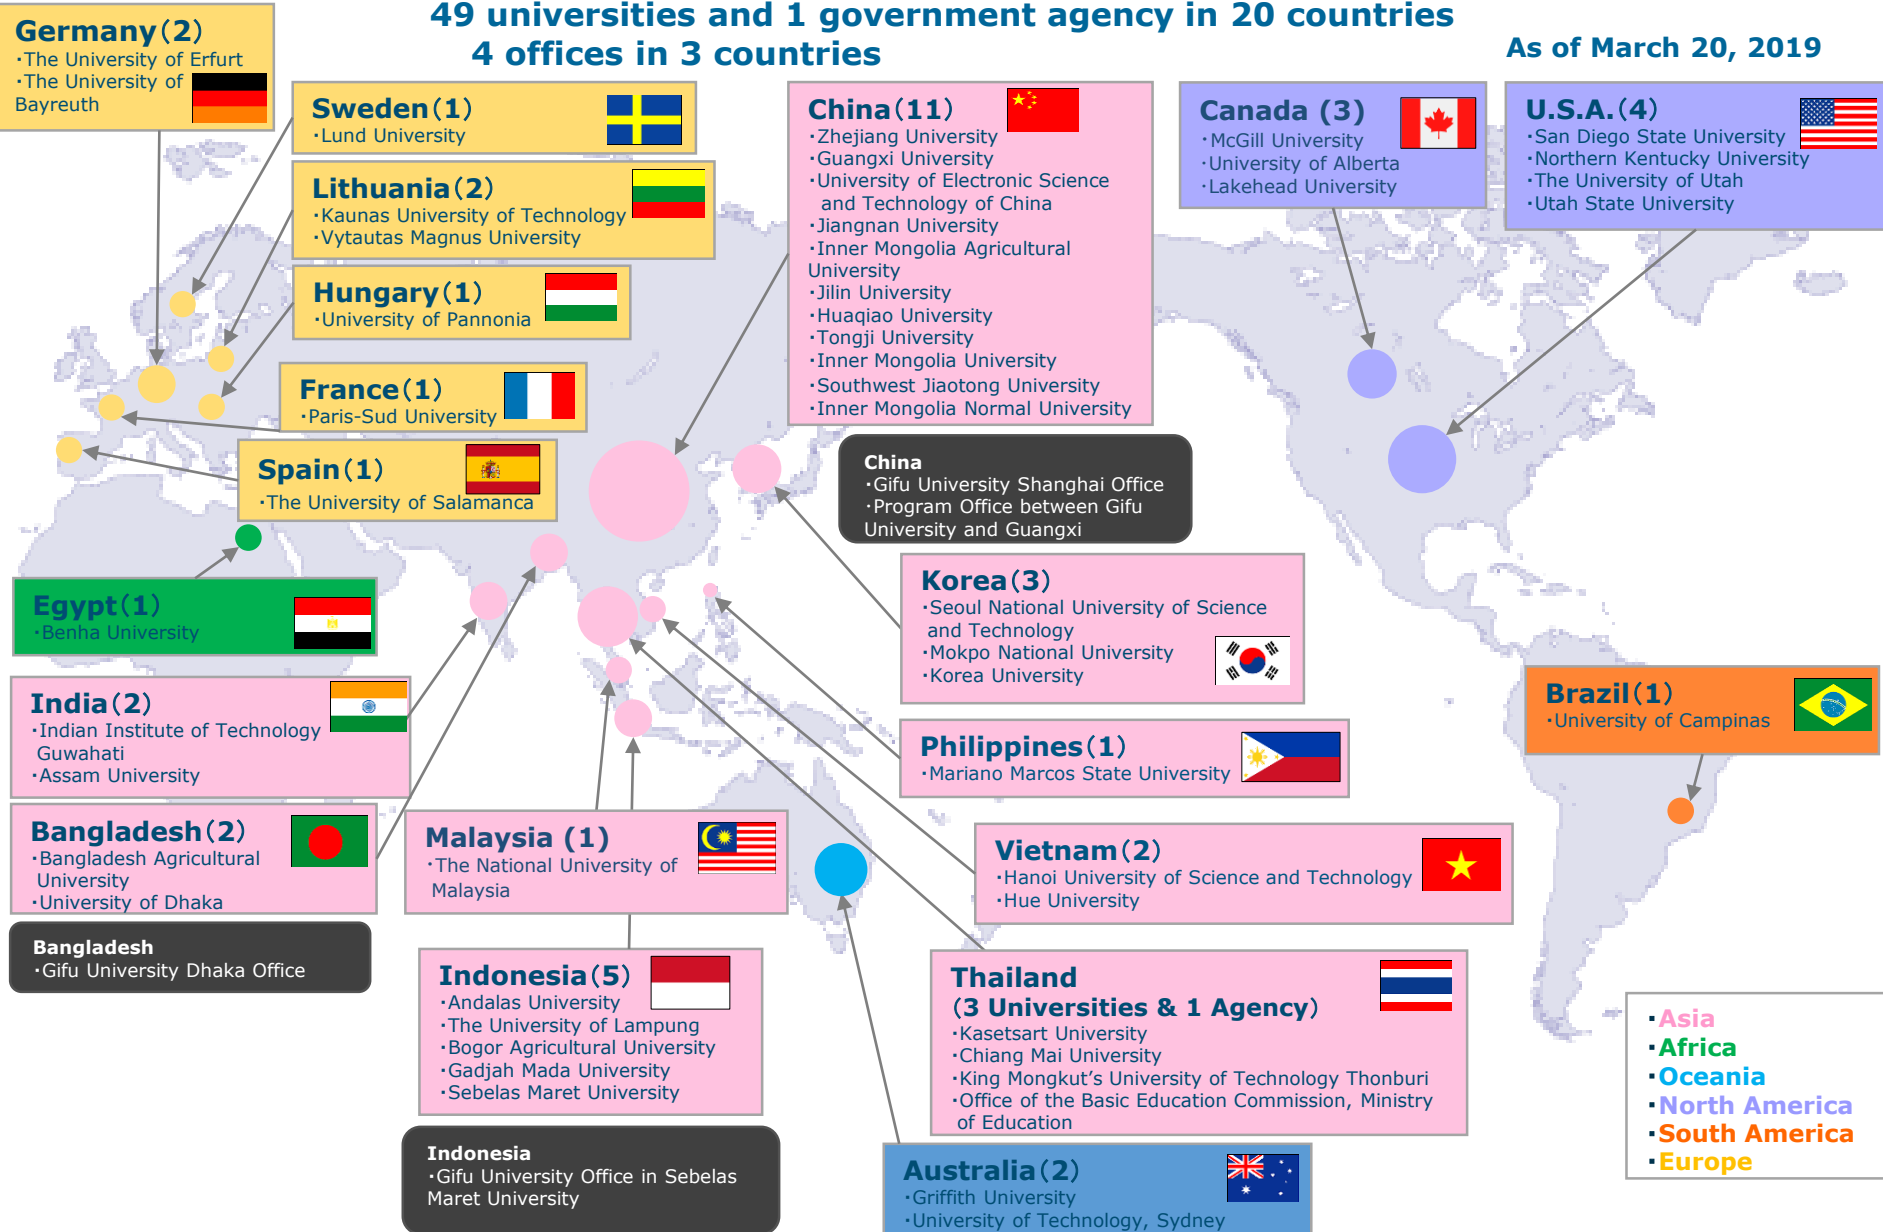 49 universities and 1 government agency in 20 countries
4 offices in 3 countries
As of March 20, 2019
Germany(2)
・The University of Erfurt
・The University of
Bayreuth
Sweden(1)
・Lund University
Lithuania(2)
・Kaunas University of Technology
・Vytautas Magnus University
Hungary(1)
・University of Pannonia
France(1)
・Paris-Sud University
Spain(1)
・The University of Salamanca
China(11)
・Zhejiang University
・Guangxi University
・University of Electronic Science
and Technology of China
・Jiangnan University
・Inner Mongolia Agricultural
University
・Jilin University
・Huaqiao University
・Tongji University
・Inner Mongolia University
・Southwest Jiaotong University
・Inner Mongolia Normal University
China
・Gifu University Shanghai Office
・Program Office between Gifu
University and Guangxi
Canada (3)
・McGill University
・University of Alberta
・Lakehead University
U.S.A.(4)
・San Diego State University
・Northern Kentucky University
・The University of Utah
・Utah State University
Egypt(1)
・Benha University
India(2)
・Indian Institute of Technology
Guwahati
・Assam University
Bangladesh(2)
・Bangladesh Agricultural
University
・University of Dhaka
Bangladesh
・Gifu University Dhaka Office
Malaysia (1)
・The National University of
Malaysia
Indonesia(5)
・Andalas University
・The University of Lampung
・Bogor Agricultural University
・Gadjah Mada University
・Sebelas Maret University
Indonesia
・Gifu University Office in Sebelas
Maret University
Korea(3)
・Seoul National University of Science
and Technology
・Mokpo National University
・Korea University
Philippines(1)
・Mariano Marcos State University
Vietnam(2)
・Hanoi University of Science and Technology
・Hue University
Thailand
(3 Universities & 1 Agency)
・Kasetsart University
・Chiang Mai University
・King Mongkut's University of Technology Thonburi
・Office of the Basic Education Commission, Ministry
of Education
Australia(2)
・Griffith University
・University of Technology, Sydney
Brazil(1)
・University of Campinas
・Asia
・Africa
・Oceania
・North America
・South America
・Europe